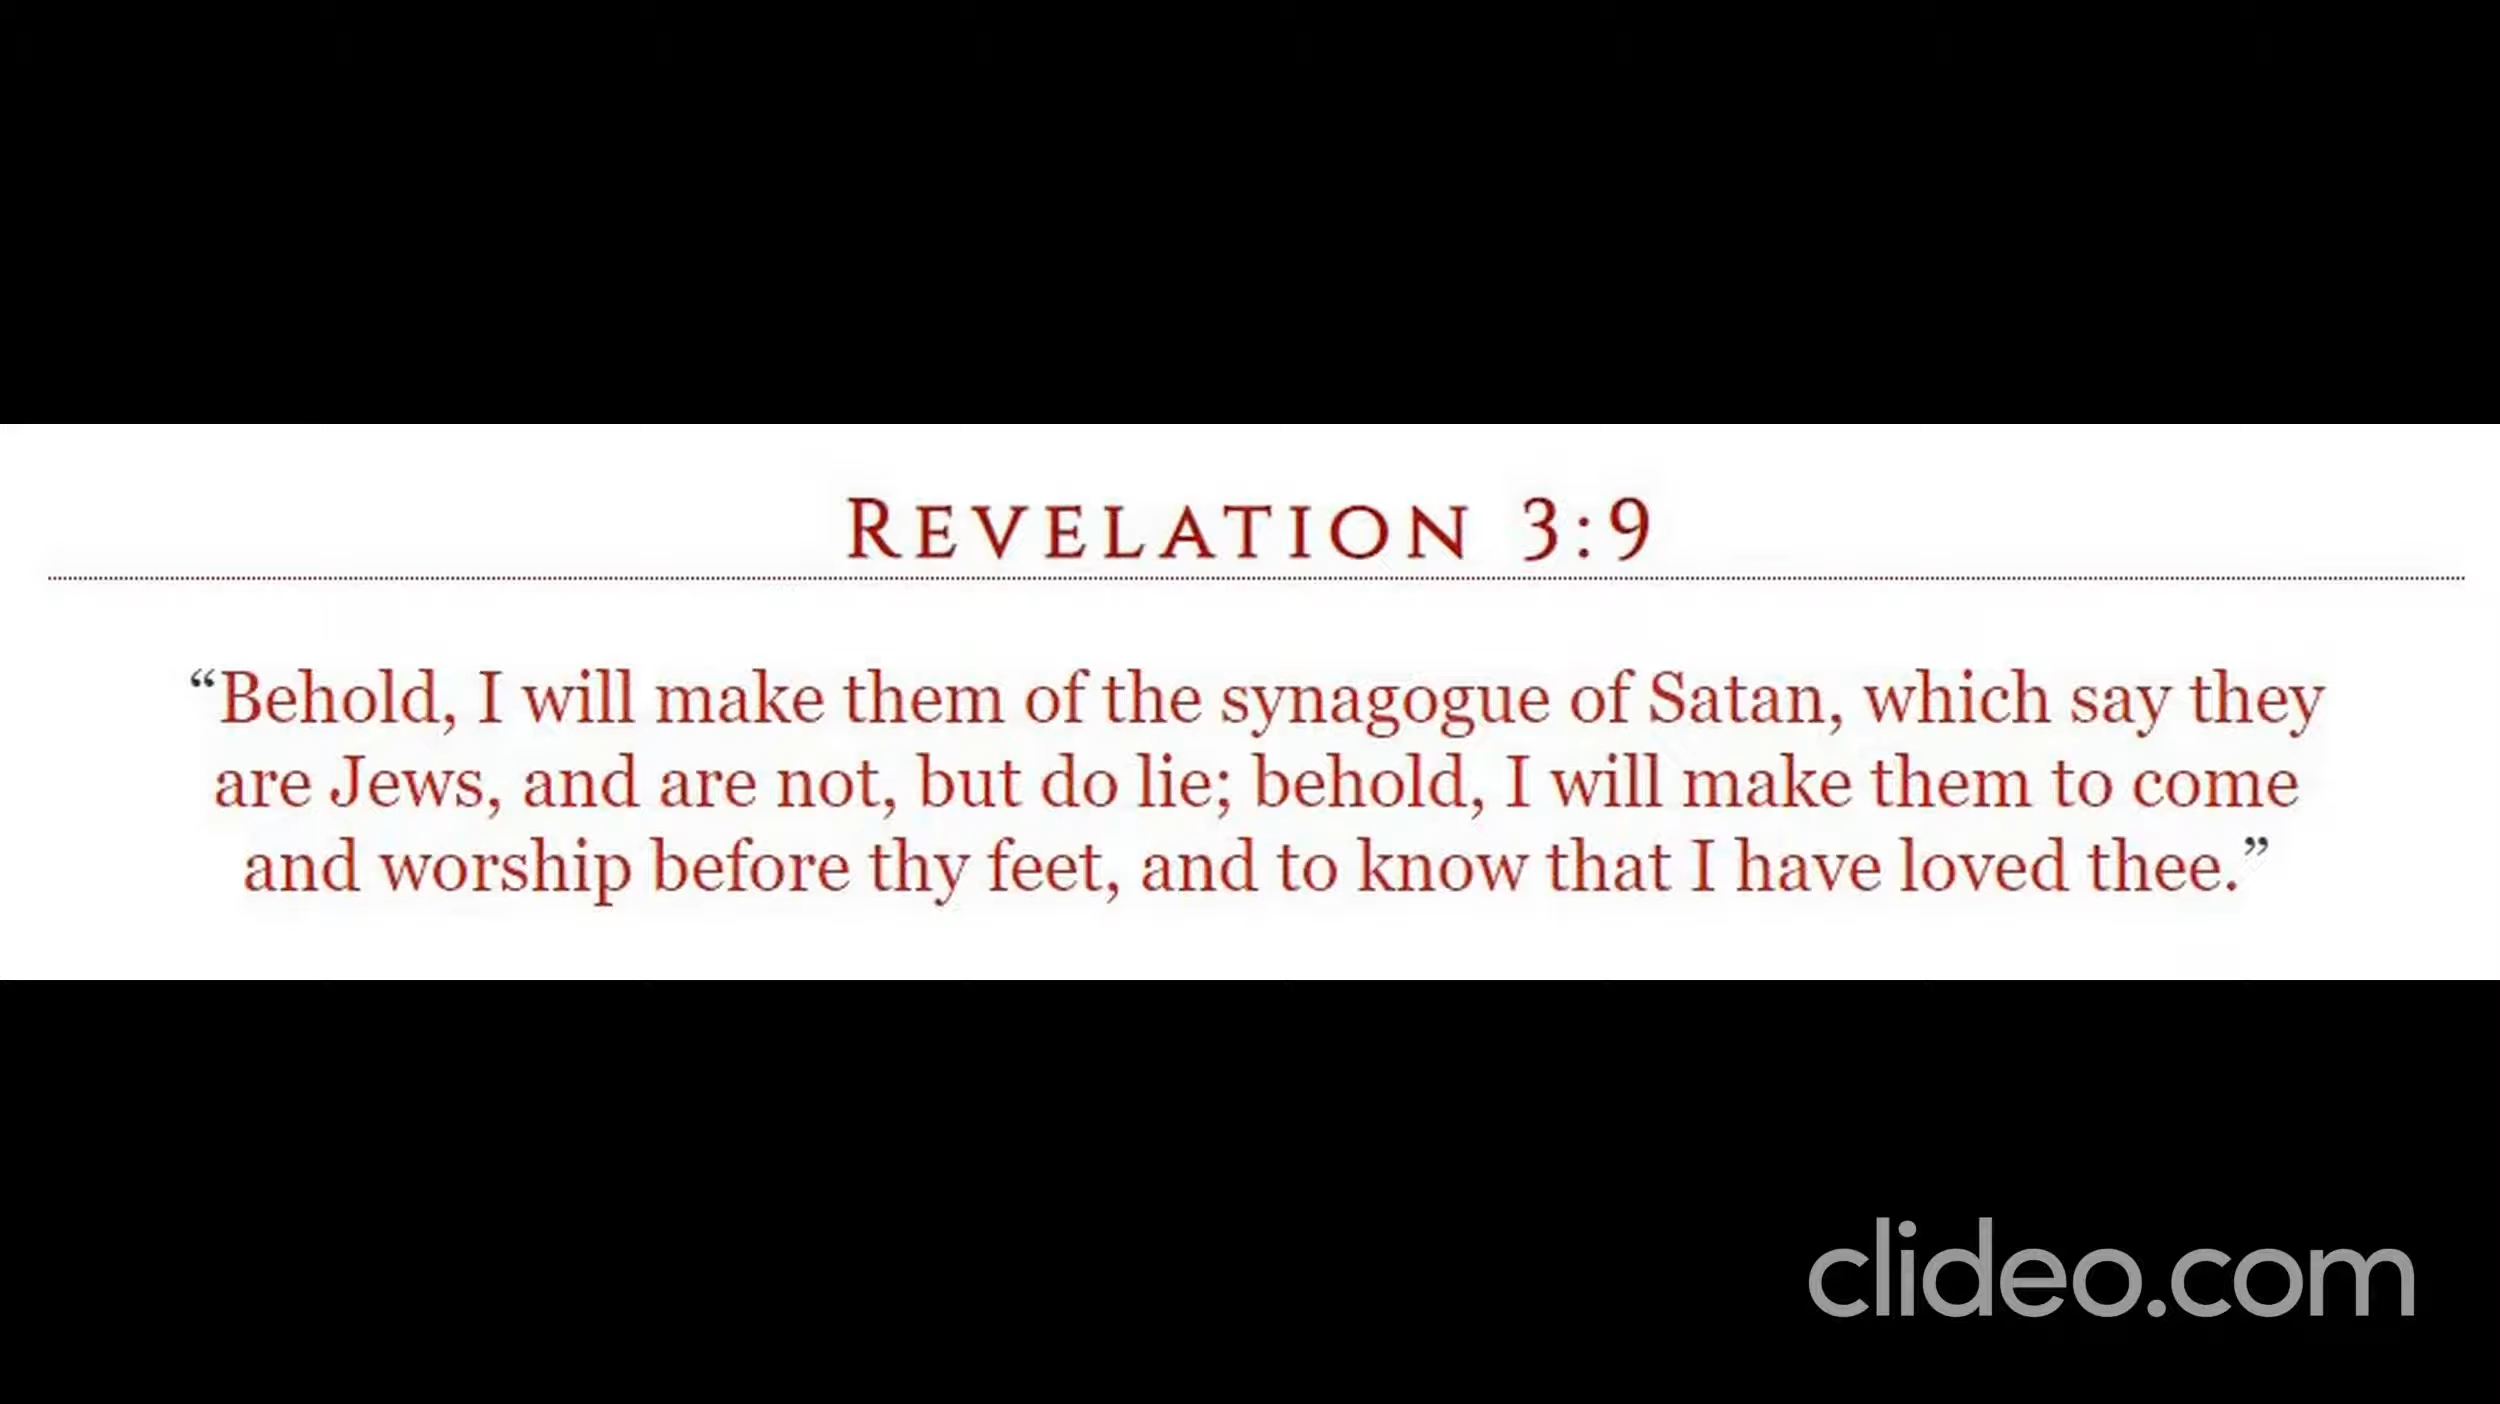 REVELATION 3:9
“Behold, I will make them of the synagogue of Satan, which say they
are Jews, and are not, but do lie; behold, I will make them to come
and worship before thy feet, and to know that I have loved thee.”
clideo.com